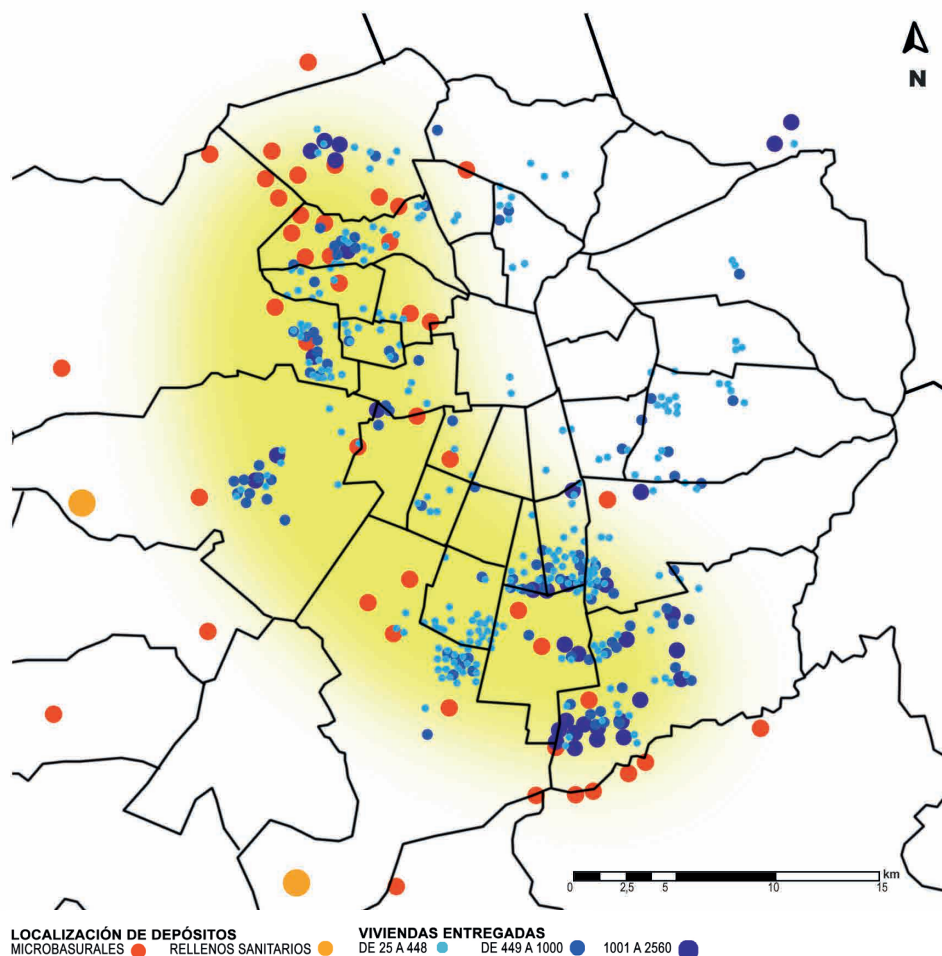 N
km
0 2,5 5 10 15
LOCALIZACIÓN DE DEPÓSITOS VIVIENDAS ENTREGADAS
MICROBASURALES RELLENOS SANITARIOS DE 25 A 448 DE 449 A 1000 1001 A 2560